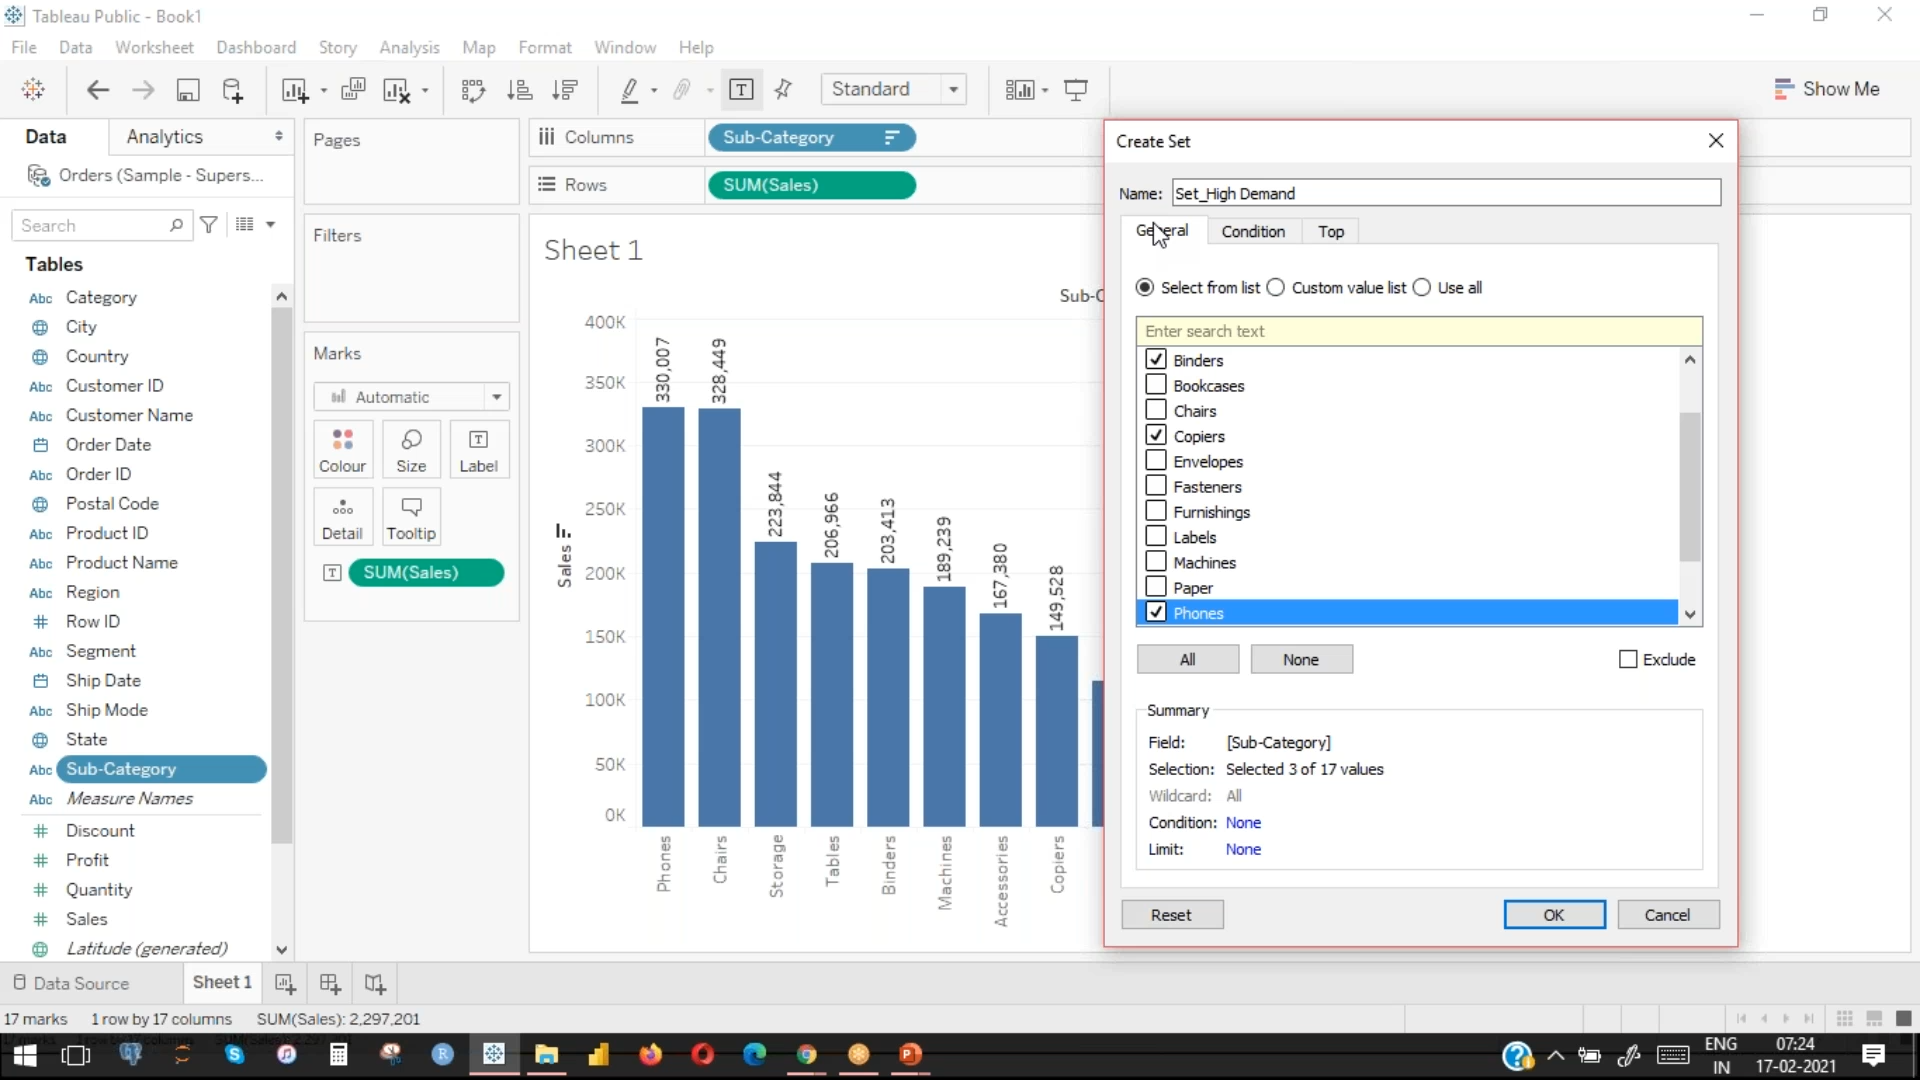 Tableau Public - Book1
File Data Worksheet Dashboard Story Analysis Map Format Window Help
Standard
Show Me
Data
Analytics
Orders (Sample - Supers...
Search
Tables
Abc Category
City
Country
Abc Customer ID
Abc Customer Name
Order Date
Abc Order ID
Postal Code
Abc Product ID
Abc Product Name
Abc Region
# Row ID
Abc Segment
Ship Date
Abc Ship Mode
State
Abc Sub-Category
Abc Measure Names
# Discount
# Profit
# Quantity
# Sales
Latitude (generated)
Pages
Filters
Marks
Automatic
Colour
Size
Label
Detail
Tooltip
SUM(Sales)
Columns
Sub-Category
Rows
SUM(Sales)
Sheet 1
Sub-C
Sales
400K
350K
300K
250K
200K
150K
100K
50K
0K
330,007
328,449
223,844
206,966
203,413
189,239
167,380
149,528
Phones
Chairs
Storage
Tables
Binders
Machines
Accessories
Copiers
Create Set
Name: Set_High Demand
General
Condition
Top
Select from list
Custom value list
Use all
Enter search text
Binders
Bookcases
Chairs
Copiers
Envelopes
Fasteners
Furnishings
Labels
Machines
Paper
Phones
All
None
Exclude
Summary
Field: [Sub-Category]
Selection: Selected 3 of 17 values
Wildcard: All
Condition: None
Limit: None
Reset
OK
Cancel
Data Source
Sheet 1
17 marks 1 row by 17 columns SUM(Sales): 2,297,201
ENG
IN
07:24
17-02-2021